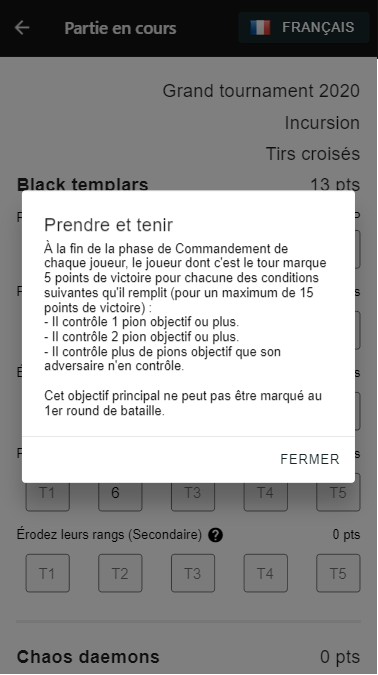 Partie en cours
FRANÇAIS
Grand tournament 2020
Incursion
Tirs croisés
Black templars 13 pts
Prendre et tenir
À la fin de la phase de Commandement de
chaque joueur, le joueur dont c'est le tour marque
5 points de victoire pour chacune des conditions
suivantes qu'il remplit (pour un maximum de 15
points de victoire) :
- Il contrôle 1 pion objectif ou plus.
- Il contrôle 2 pion objectif ou plus.
- Il contrôle plus de pions objectif que son
adversaire n'en contrôle.
Cet objectif principal ne peut pas être marqué au
1er round de bataille.
FERMER
T1 6 T3 T4 T5
Érodez leurs rangs (Secondaire) ? 0 pts
T1 T2 T3 T4 T5
Chaos daemons 0 pts